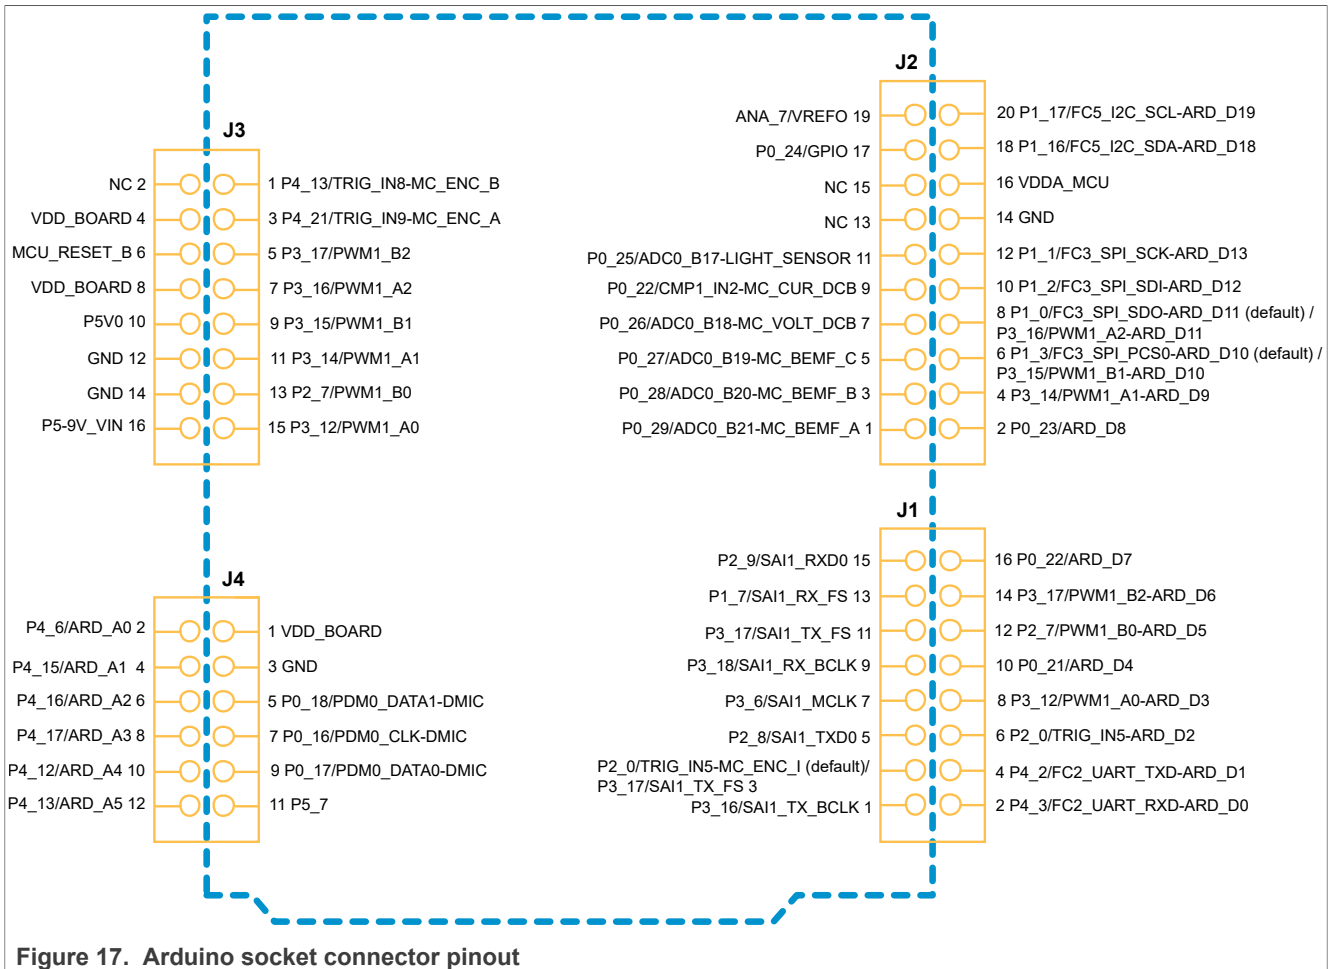 J3
NC 2
1 P4_13/TRIG_IN8-MC_ENC_B
VDD_BOARD 4
3 P4_21/TRIG_IN9-MC_ENC_A
MCU_RESET_B 6
5 P3_17/PWM1_B2
VDD_BOARD 8
7 P3_16/PWM1_A2
P5V0 10
9 P3_15/PWM1_B1
GND 12
11 P3_14/PWM1_A1
GND 14
13 P2_7/PWM1_B0
P5-9V_VIN 16
15 P3_12/PWM1_A0
J2
ANA_7/VREFO 19
20 P1_17/FC5_I2C_SCL-ARD_D19
P0_24/GPIO 17
18 P1_16/FC5_I2C_SDA-ARD_D18
NC 15
16 VDDA_MCU
NC 13
14 GND
P0_25/ADC0_B17-LIGHT_SENSOR 11
12 P1_1/FC3_SPI_SCK-ARD_D13
P0_22/CMP1_IN2-MC_CUR_DCB 9
10 P1_2/FC3_SPI_SDI-ARD_D12
P0_26/ADC0_B18-MC_VOLT_DCB 7
8 P1_0/FC3_SPI_SDO-ARD_D11 (default) /
P3_16/PWM1_A2-ARD_D11
P0_27/ADC0_B19-MC_BEMF_C 5
6 P1_3/FC3_SPI_PCS0-ARD_D10 (default) /
P3_15/PWM1_B1-ARD_D10
P0_28/ADC0_B20-MC_BEMF_B 3
4 P3_14/PWM1_A1-ARD_D9
P0_29/ADC0_B21-MC_BEMF_A 1
2 P0_23/ARD_D8
J4
P4_6/ARD_A0 2
1 VDD_BOARD
P4_15/ARD_A1 4
3 GND
P4_16/ARD_A2 6
5 P0_18/PDM0_DATA1-DMIC
P4_17/ARD_A3 8
7 P0_16/PDM0_CLK-DMIC
P4_12/ARD_A4 10
9 P0_17/PDM0_DATA0-DMIC
P4_13/ARD_A5 12
11 P5_7
J1
P2_9/SAI1_RXD0 15
16 P0_22/ARD_D7
P1_7/SAI1_RX_FS 13
14 P3_17/PWM1_B2-ARD_D6
P3_17/SAI1_TX_FS 11
12 P2_7/PWM1_B0-ARD_D5
P3_18/SAI1_RX_BCLK 9
10 P0_21/ARD_D4
P3_6/SAI1_MCLK 7
8 P3_12/PWM1_A0-ARD_D3
P2_8/SAI1_TXD0 5
6 P2_0/TRIG_IN5-ARD_D2
P2_0/TRIG_IN5-MC_ENC_I (default)/
P3_17/SAI1_TX_FS 3
4 P4_2/FC2_UART_TXD-ARD_D1
P3_16/SAI1_TX_BCLK 1
2 P4_3/FC2_UART_RXD-ARD_D0
Figure 17. Arduino socket connector pinout